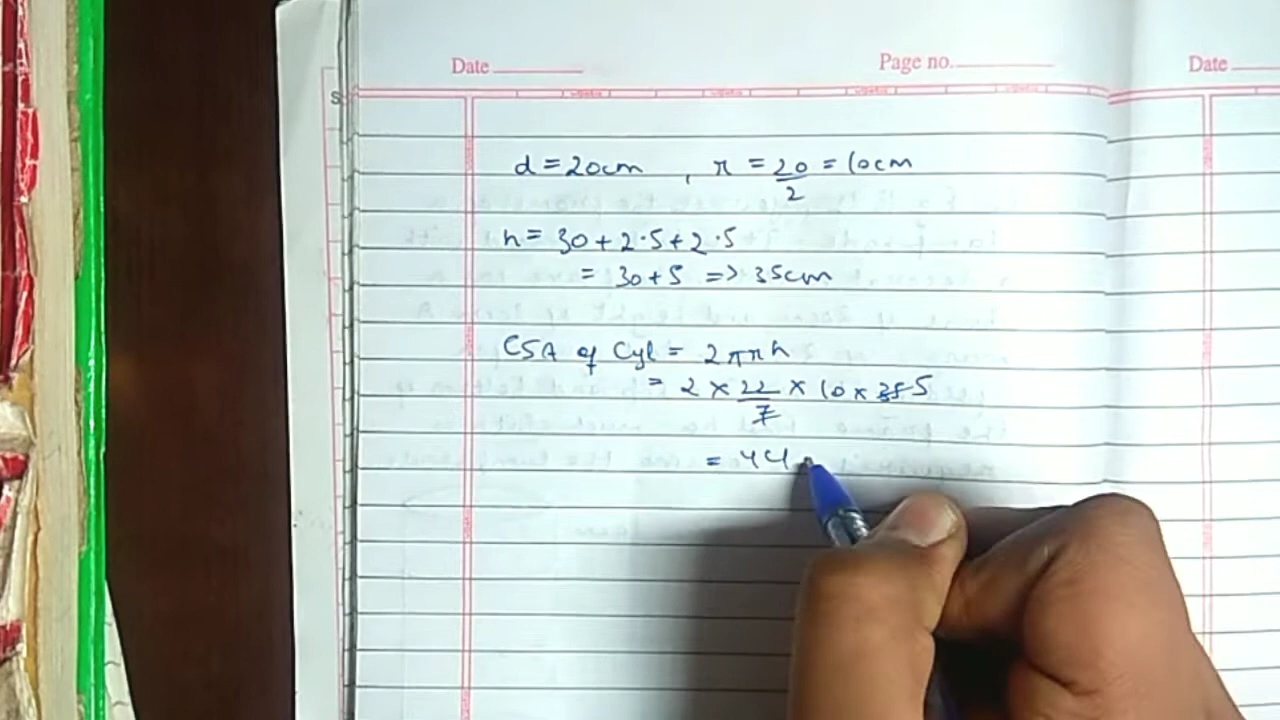 Date Page no. Date
d = 20cm , r = 20/2 = 10cm
h = 30 + 2.5 + 2.5
= 30 + 5 => 35cm
CSA of Cyl = 2πrh
= 2 × 22/7 × 10 × 35 5
= 44